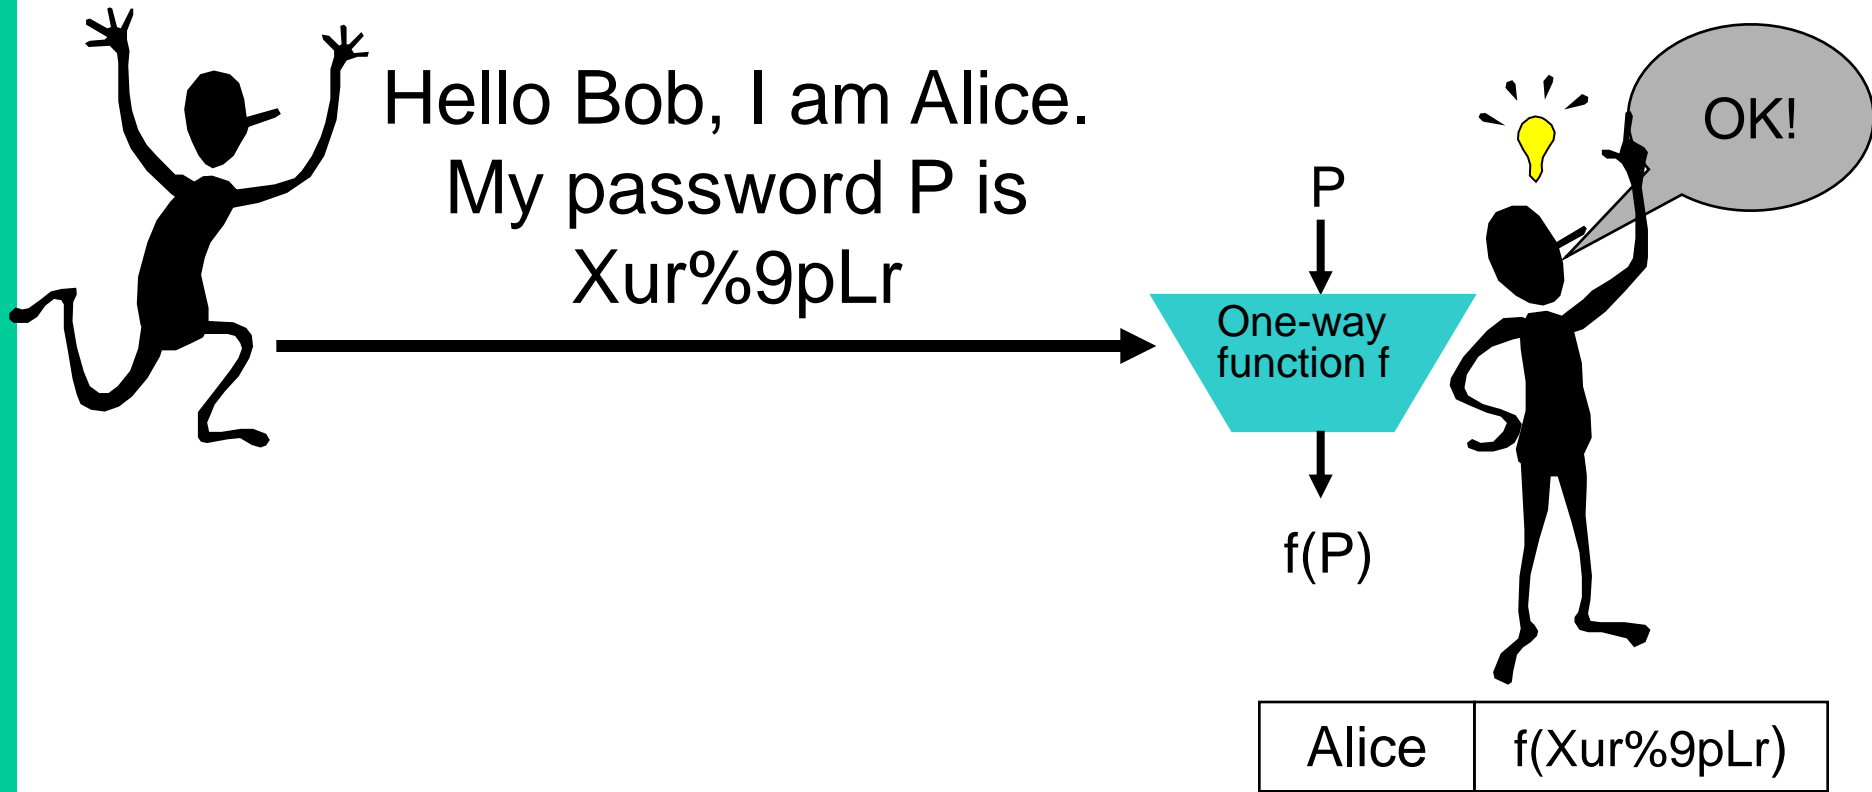 Hello Bob, I am Alice.
My password P is
Xur%9pLr
OK!
P
One-way
function f
f(P)
Alice f(Xur%9pLr)